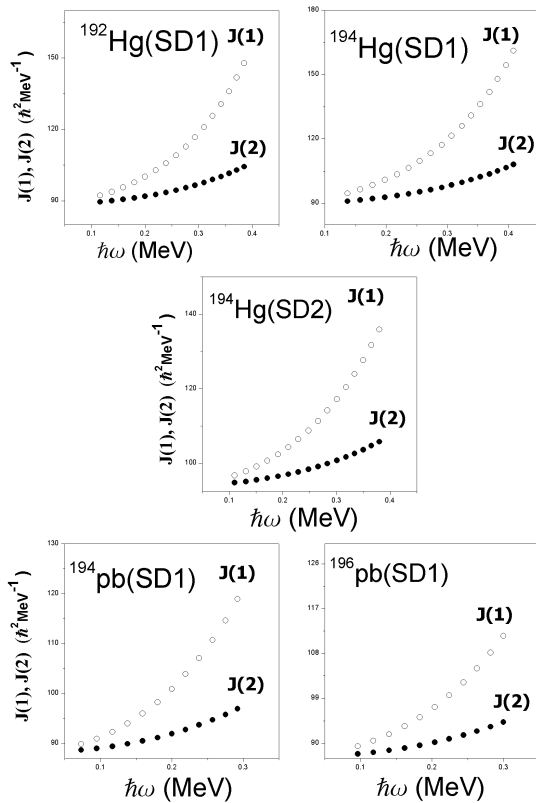 ¹⁹²Hg(SD1)
J(1)
J(2)
150
120
90
0.1 0.2 0.3 0.4
J(1), J(2) (ℏ²MeV⁻¹)
ℏω (MeV)
¹⁹⁴Hg(SD1)
J(1)
J(2)
180
150
120
90
0.1 0.2 0.3 0.4
ℏω (MeV)
¹⁹⁴Hg(SD2)
J(1)
J(2)
140
120
100
0.1 0.2 0.3 0.4
J(1), J(2) (ℏ²MeV⁻¹)
ℏω (MeV)
¹⁹⁴pb(SD1)
J(1)
J(2)
130
120
110
100
90
0.1 0.2 0.3
J(1), J(2) (ℏ²MeV⁻¹)
ℏω (MeV)
¹⁹⁶pb(SD1)
J(1)
J(2)
126
117
108
99
90
0.1 0.2 0.3
ℏω (MeV)